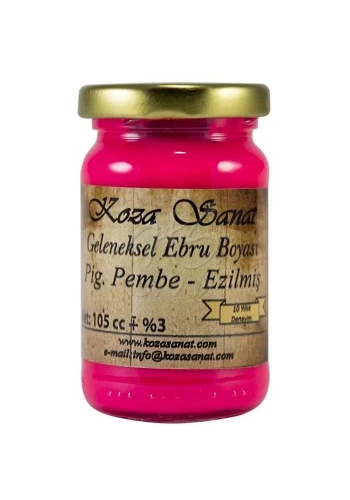 Koza Sanat
Geleneksel Ebru Boyası
Pig. Pembe - Ezilmiş
et: 105 cc + %3
10 Yıllık
Deneyim
www.kozasanat.com
e-mail:info@kozasanat.com